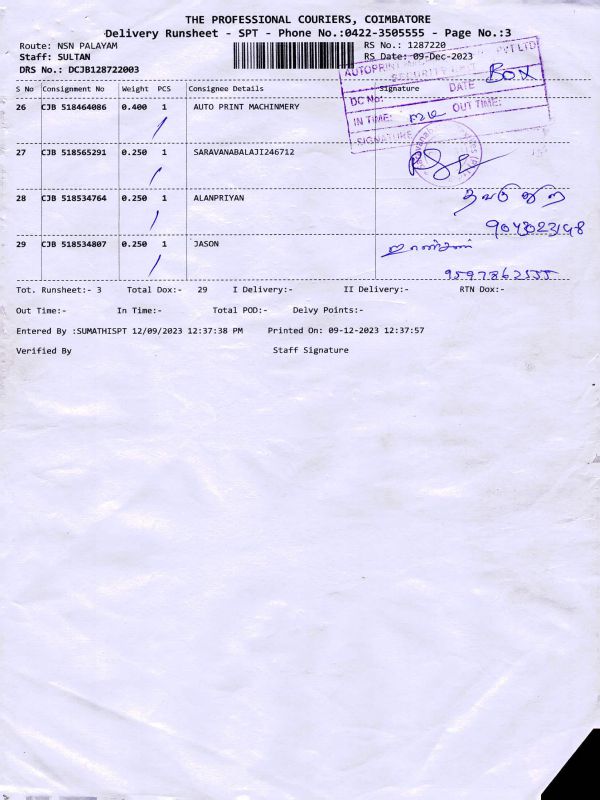 THE PROFESSIONAL COURIERS, COIMBATORE
Delivery Runsheet - SPT - Phone No.:0422-3505555 - Page No.:3
Route: NSN PALAYAM RS No.: 1287220
Staff: SULTAN RS Date: 09-Dec-2023
DRS No.: DCJB128722003
AUTOPRINT PVT LTD
SECURITY
DATE
BOX
DC No:
IN TIME: OUT TIME:
SIGNATURE
S No Consignment No Weight PCS Consignee Details Signature
26 CJB 518464086 0.400 1 AUTO PRINT MACHINMERY
27 CJB 518565291 0.250 1 SARAVANABALAJI246712
28 CJB 518534764 0.250 1 ALANPRIYAN
29 CJB 518534807 0.250 1 JASON
9597862555
Tot. Runsheet:- 3 Total Dox:- 29 I Delivery:- II Delivery:- RTN Dox:-
Out Time:- In Time:- Total POD:- Delvy Points:-
Entered By :SUMATHISPT 12/09/2023 12:37:38 PM Printed On: 09-12-2023 12:37:57
Verified By Staff Signature